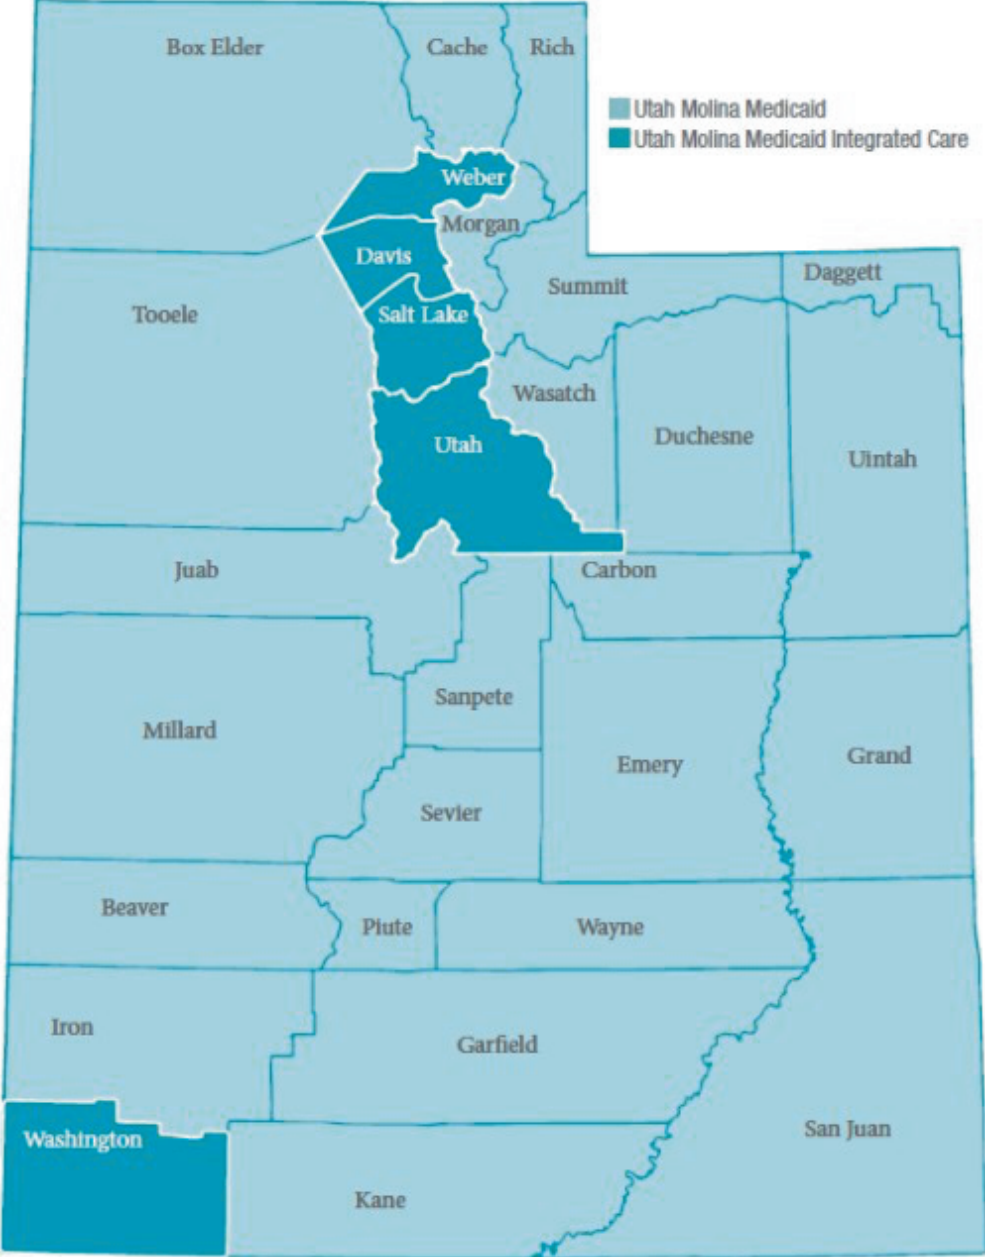 Box Elder
Cache
Rich
Utah Molina Medicaid
Utah Molina Medicaid Integrated Care
Weber
Morgan
Davis
Summit
Daggett
Tooele
Salt Lake
Wasatch
Duchesne
Utah
Uintah
Juab
Carbon
Sanpete
Millard
Emery
Grand
Sevier
Beaver
Piute
Wayne
Iron
Garfield
San Juan
Washington
Kane